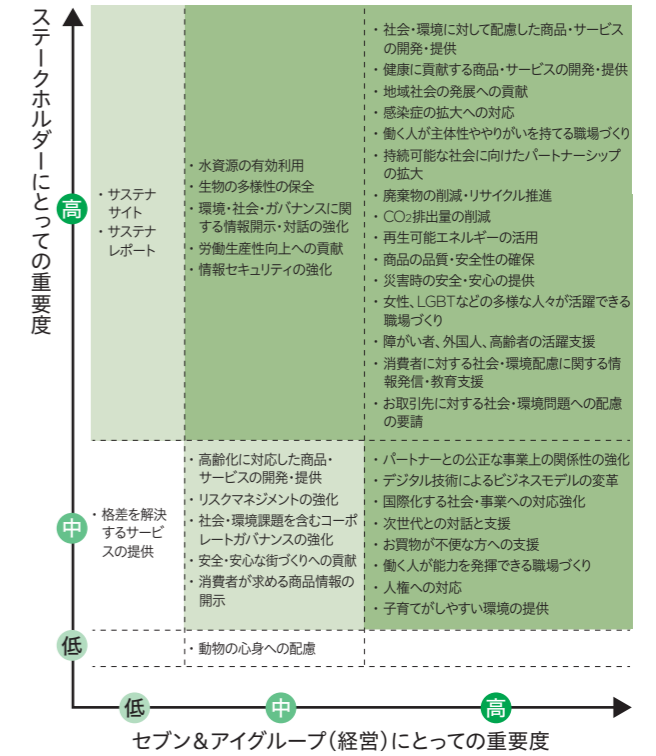 ステークホルダーにとっての重要度
高
・サステナ
サイト
・サステナ
レポート
・水資源の有効利用
・生物の多様性の保全
・環境・社会・ガバナンスに関
する情報開示・対話の強化
・労働生産性向上への貢献
・情報セキュリティの強化
・社会・環境に対して配慮した商品・サービス
の開発・提供
・健康に貢献する商品・サービスの開発・提供
・地域社会の発展への貢献
・感染症の拡大への対応
・働く人が主体性ややりがいを持てる職場づくり
・持続可能な社会に向けたパートナーシップ
の拡大
・廃棄物の削減・リサイクル推進
・CO2排出量の削減
・再生可能エネルギーの活用
・商品の品質・安全性の確保
・災害時の安全・安心の提供
・女性、LGBTなどの多様な人々が活躍できる
職場づくり
・障がい者、外国人、高齢者の活躍支援
・消費者に対する社会・環境配慮に関する情
報発信・教育支援
・お取引先に対する社会・環境問題への配慮
の要請
中
・格差を解決
するサービ
スの提供
・高齢化に対応した商品・
サービスの開発・提供
・リスクマネジメントの強化
・社会・環境課題を含むコーポ
レートガバナンスの強化
・安全・安心な街づくりへの貢献
・消費者が求める商品情報の
開示
・パートナーとの公正な事業上の関係性の強化
・デジタル技術によるビジネスモデルの変革
・国際化する社会・事業への対応強化
・次世代との対話と支援
・お買物が不便な方への支援
・働く人が能力を発揮できる職場づくり
・人権への対応
・子育てがしやすい環境の提供
低
・動物の心身への配慮
低
中
高
セブン&アイグループ(経営)にとっての重要度